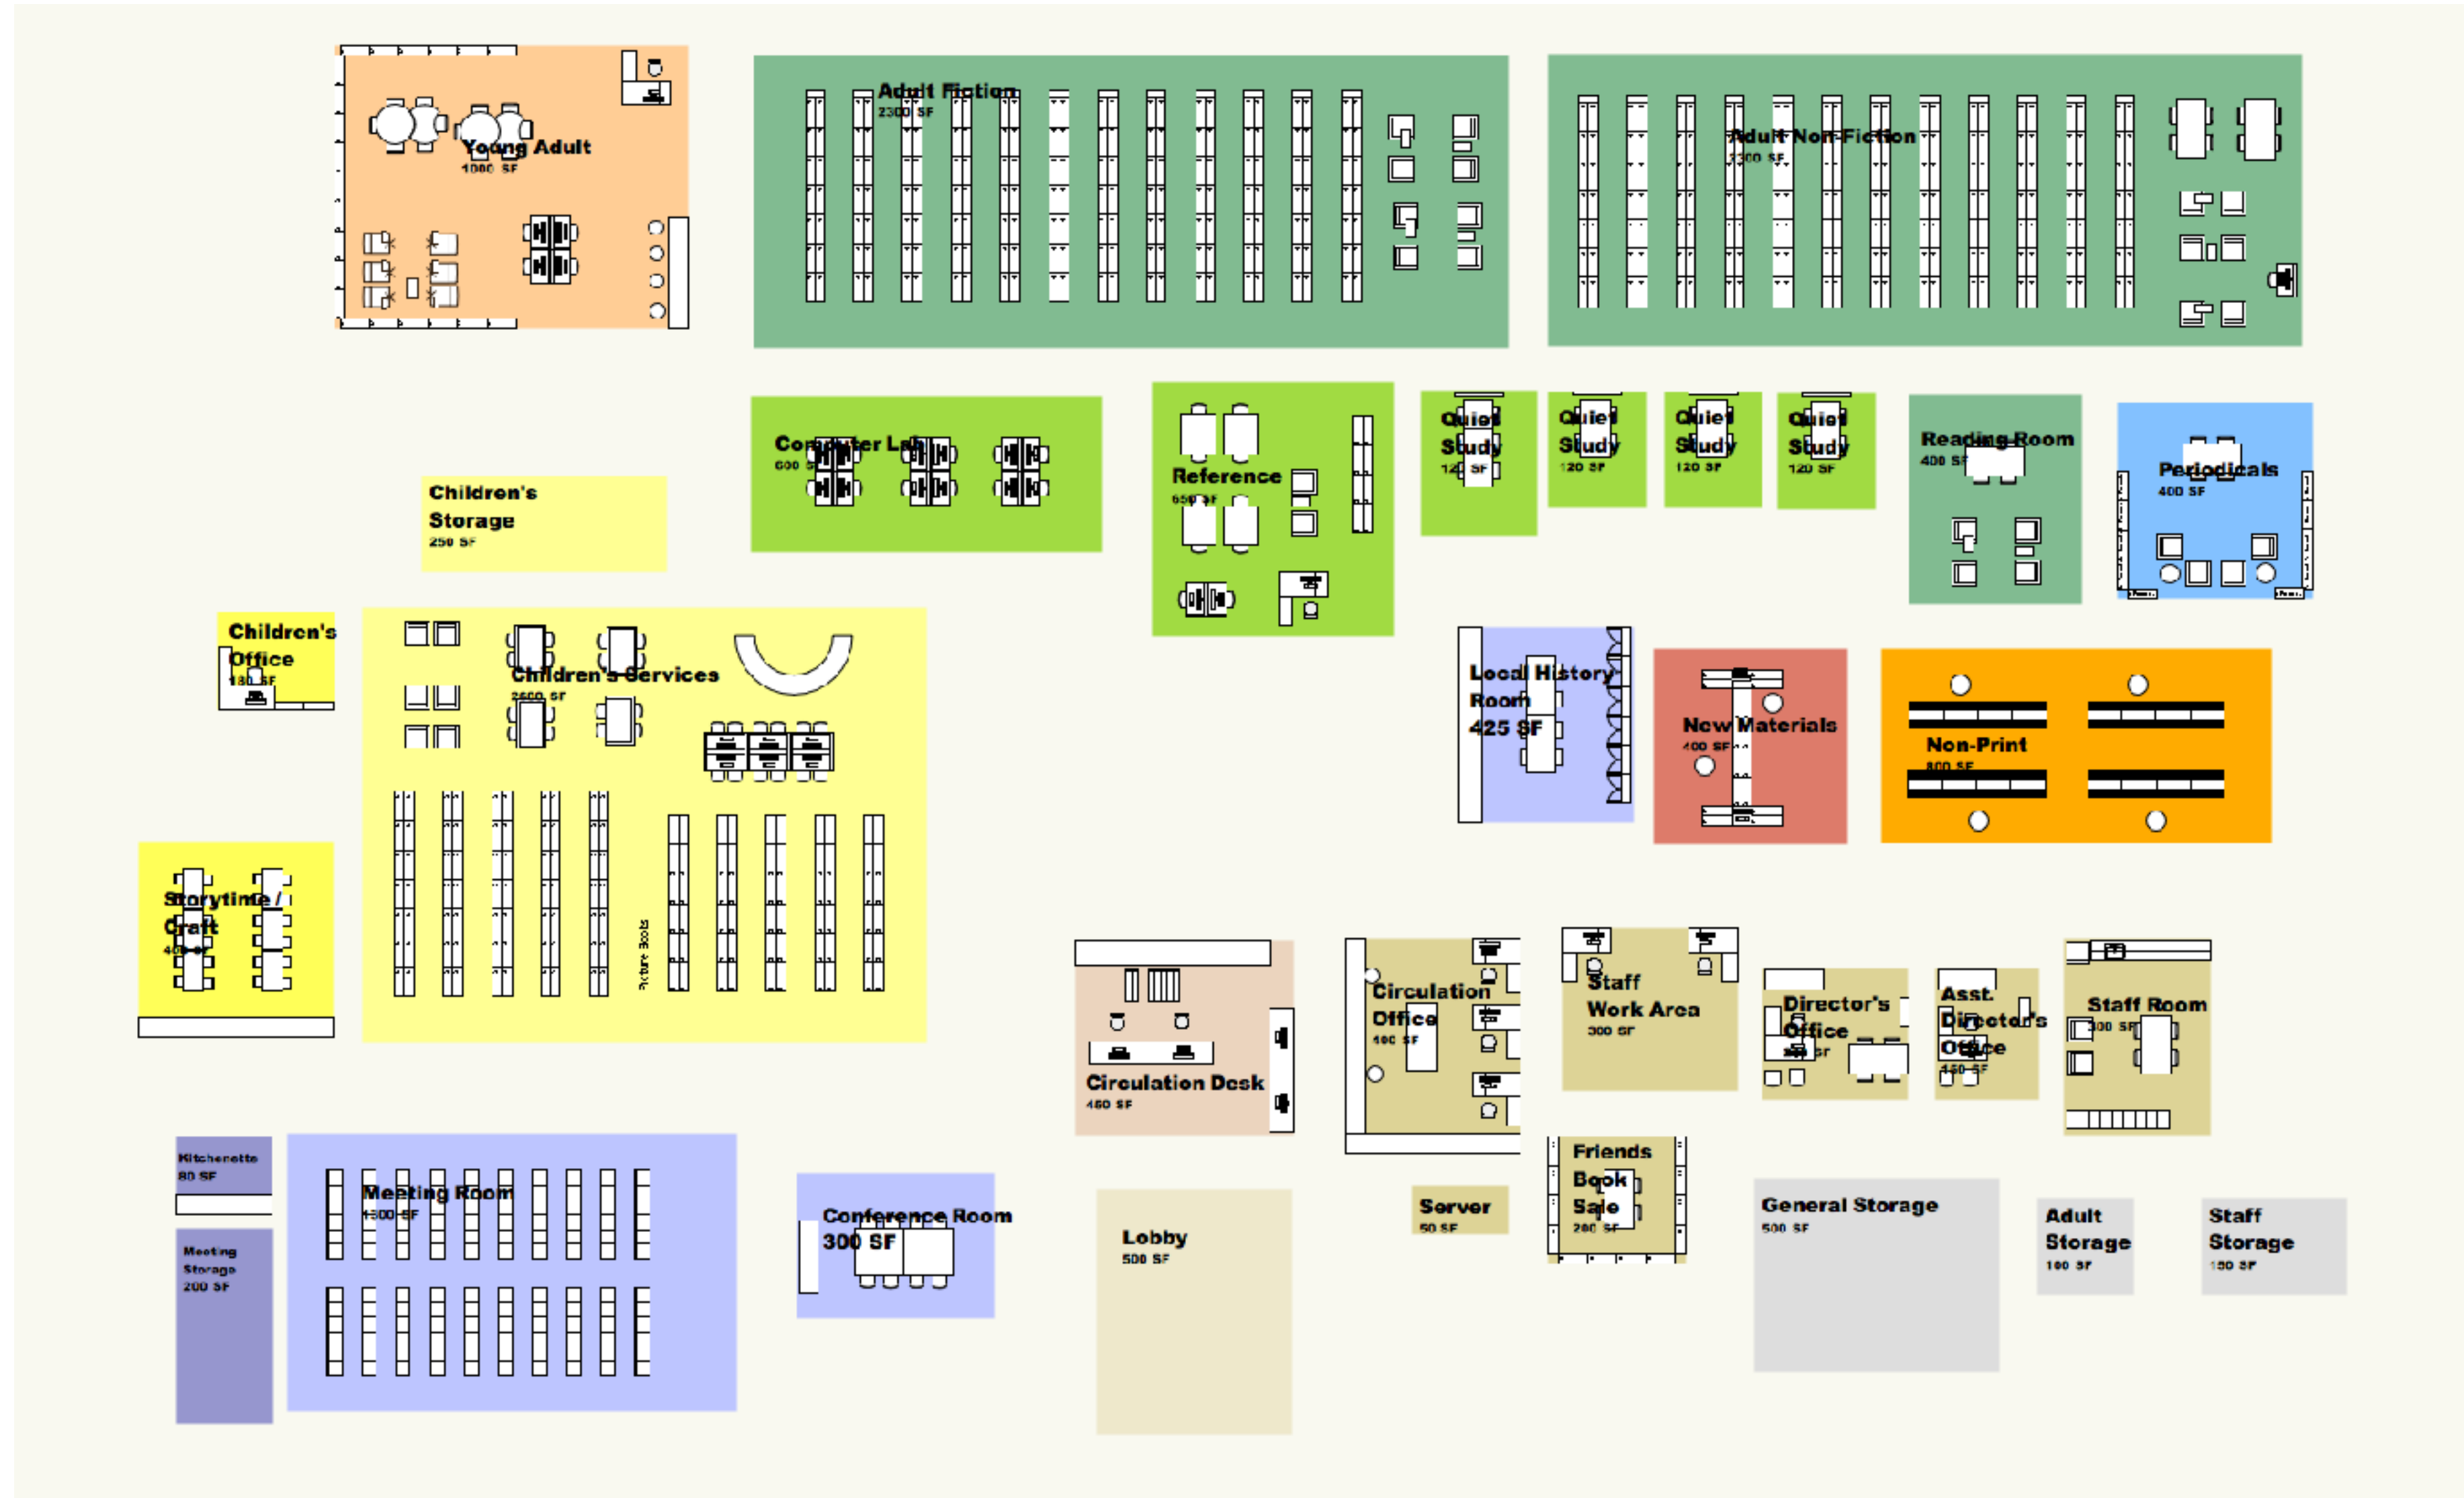 Young Adult
1000 SF
Adult Fiction
2300 SF
Adult Non-Fiction
2300 SF
Computer Lab
600 SF
Reference
650 SF
Quiet
Study
120 SF
Quiet
Study
120 SF
Quiet
Study
120 SF
Quiet
Study
120 SF
Reading Room
400 SF
Periodicals
400 SF
Children's
Storage
250 SF
Children's
Office
180 SF
Children's Services
SF
Picture Books
Local History
Room
425 SF
New Materials
400 SF
Non-Print
800 SF
Storytime /
Craft
400 SF
Circulation Desk
450 SF
Circulation
Office
400 SF
Staff
Work Area
300 SF
Director's
Office
SF
Asst.
Director's
Office
150 SF
Staff Room
300 SF
Kitchenette
80 SF
Meeting Room
1300 SF
Meeting
Storage
200 SF
Conference Room
300 SF
Lobby
500 SF
Server
50 SF
Friends
Book
Sale
200 SF
General Storage
500 SF
Adult
Storage
100 SF
Staff
Storage
150 SF